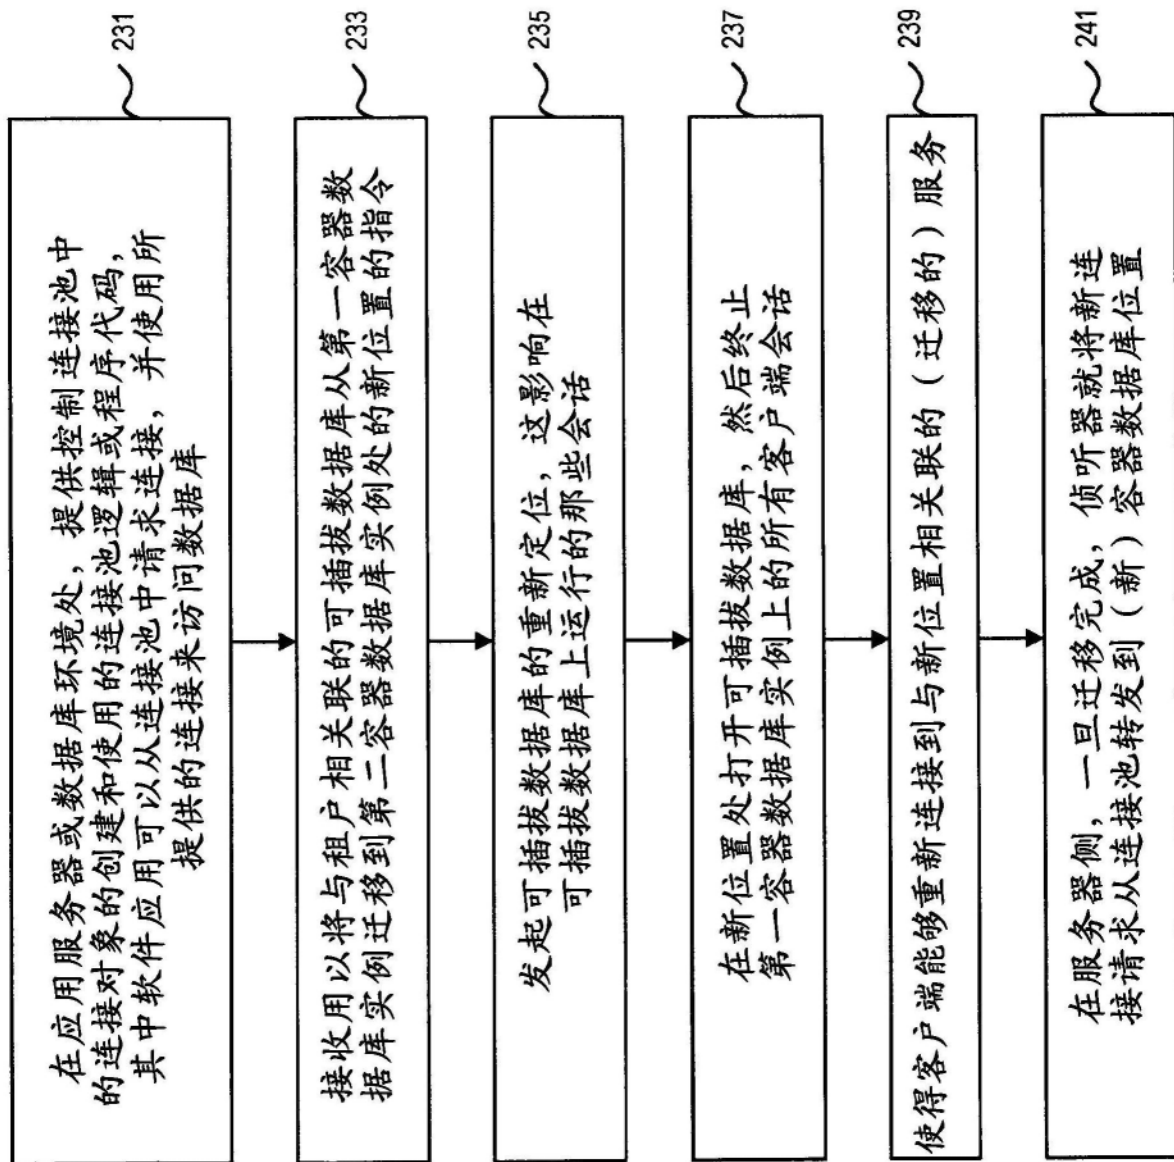 231
在应用服务器或数据库环境处，提供控制连接池中
的连接对象的创建和使用的连接池逻辑或程序代码，
其中软件应用可以从连接池中请求连接，并使用所
提供的连接来访问数据库
233
接收用以将与租户相关联的可插拔数据库从第一容器数
据库实例迁移到第二容器数据库实例处的新位置的指令
235
发起可插拔数据库的重新定位，这影响在
可插拔数据库上运行的那些会话
237
在新位置处打开可插拔数据库，然后终止
第一容器数据库实例上的所有客户端会话
239
使得客户端能够重新连接到与新位置相关联的（迁移的）服务
241
在服务器侧，一旦迁移完成，侦听器就将新连
接请求从连接池转发到（新）容器数据库位置